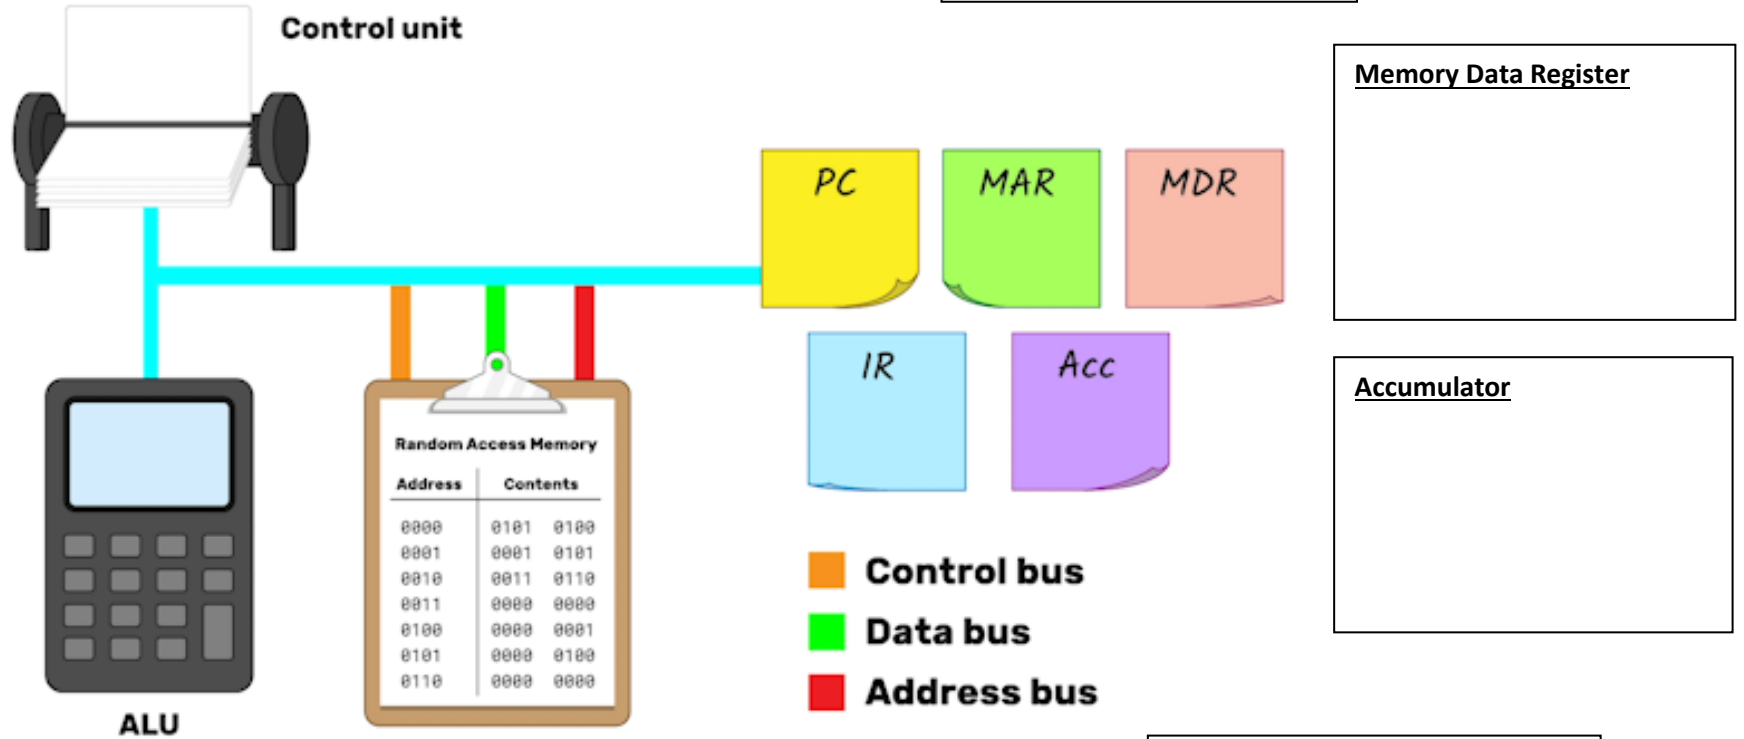 Control unit
Memory Data Register
PC
MAR
MDR
IR
Acc
Accumulator
Random Access Memory
Address Contents
0000 0101 0100
0001 0001 0101
0010 0011 0110
0011 0000 0000
0100 0000 0001
0101 0000 0100
0110 0000 0000
Control bus
Data bus
Address bus
ALU